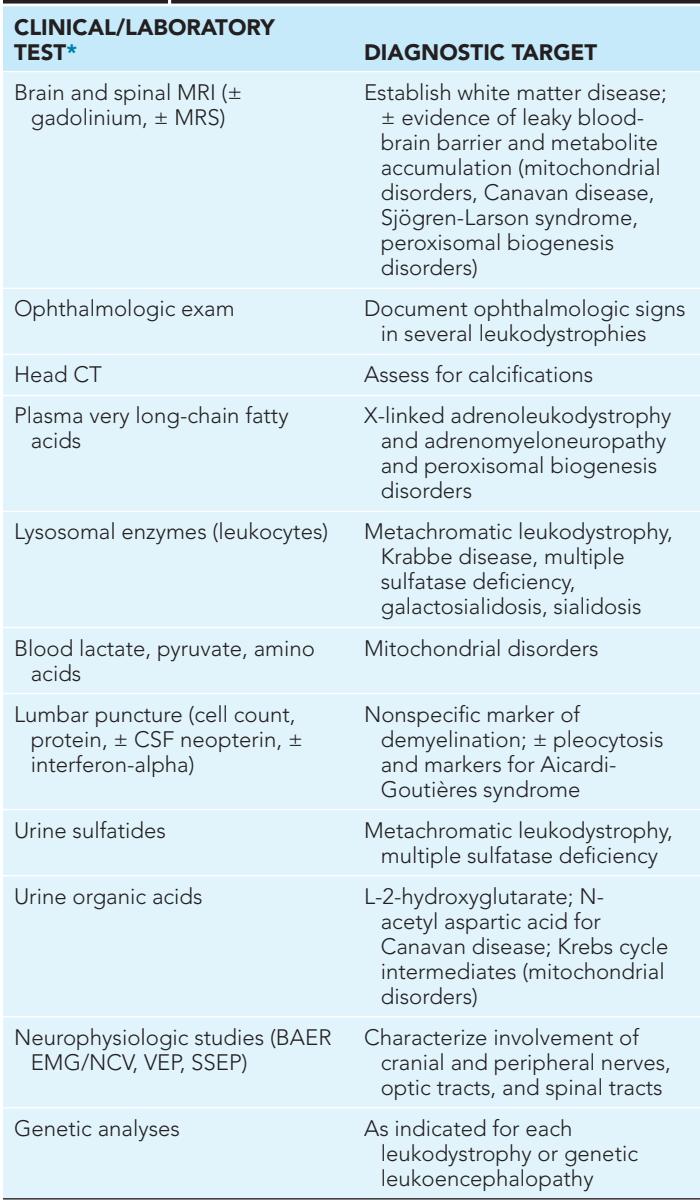 CLINICAL/LABORATORY
TEST*
DIAGNOSTIC TARGET
Brain and spinal MRI (±
gadolinium, ± MRS)
Establish white matter disease;
± evidence of leaky blood-
brain barrier and metabolite
accumulation (mitochondrial
disorders, Canavan disease,
Sjögren-Larson syndrome,
peroxisomal biogenesis
disorders)
Ophthalmologic exam
Document ophthalmologic signs
in several leukodystrophies
Head CT
Assess for calcifications
Plasma very long-chain fatty
acids
X-linked adrenoleukodystrophy
and adrenomyeloneuropathy
and peroxisomal biogenesis
disorders
Lysosomal enzymes (leukocytes)
Metachromatic leukodystrophy,
Krabbe disease, multiple
sulfatase deficiency,
galactosialidosis, sialidosis
Blood lactate, pyruvate, amino
acids
Mitochondrial disorders
Lumbar puncture (cell count,
protein, ± CSF neopterin, ±
interferon-alpha)
Nonspecific marker of
demyelination; ± pleocytosis
and markers for Aicardi-
Goutières syndrome
Urine sulfatides
Metachromatic leukodystrophy,
multiple sulfatase deficiency
Urine organic acids
L-2-hydroxyglutarate; N-
acetyl aspartic acid for
Canavan disease; Krebs cycle
intermediates (mitochondrial
disorders)
Neurophysiologic studies (BAER
EMG/NCV, VEP, SSEP)
Characterize involvement of
cranial and peripheral nerves,
optic tracts, and spinal tracts
Genetic analyses
As indicated for each
leukodystrophy or genetic
leukoencephalopathy